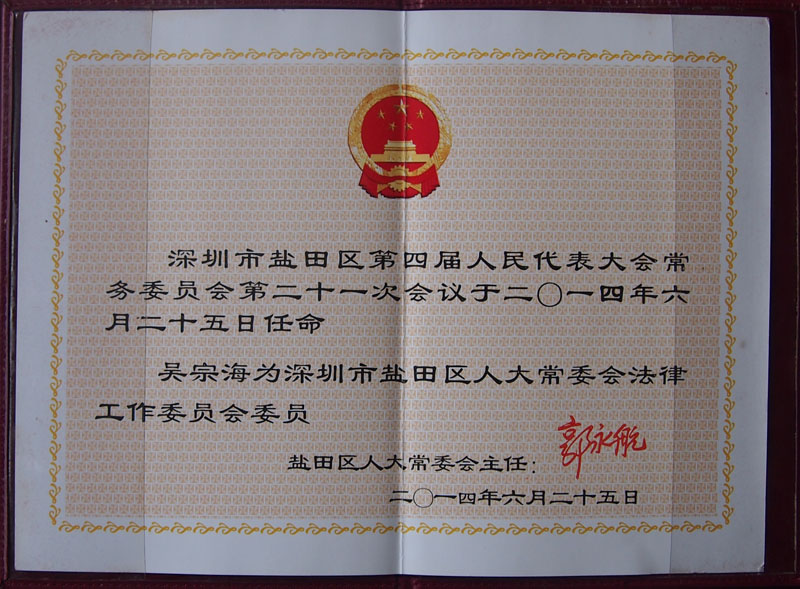 深圳市盐田区第四届人民代表大会常
务委员会第二十一次会议于二〇一四年六
月二十五日任命
吴宗海为深圳市盐田区人大常委会法律
工作委员会委员
盐田区人大常委会主任：郭永航
二〇一四年六月二十五日